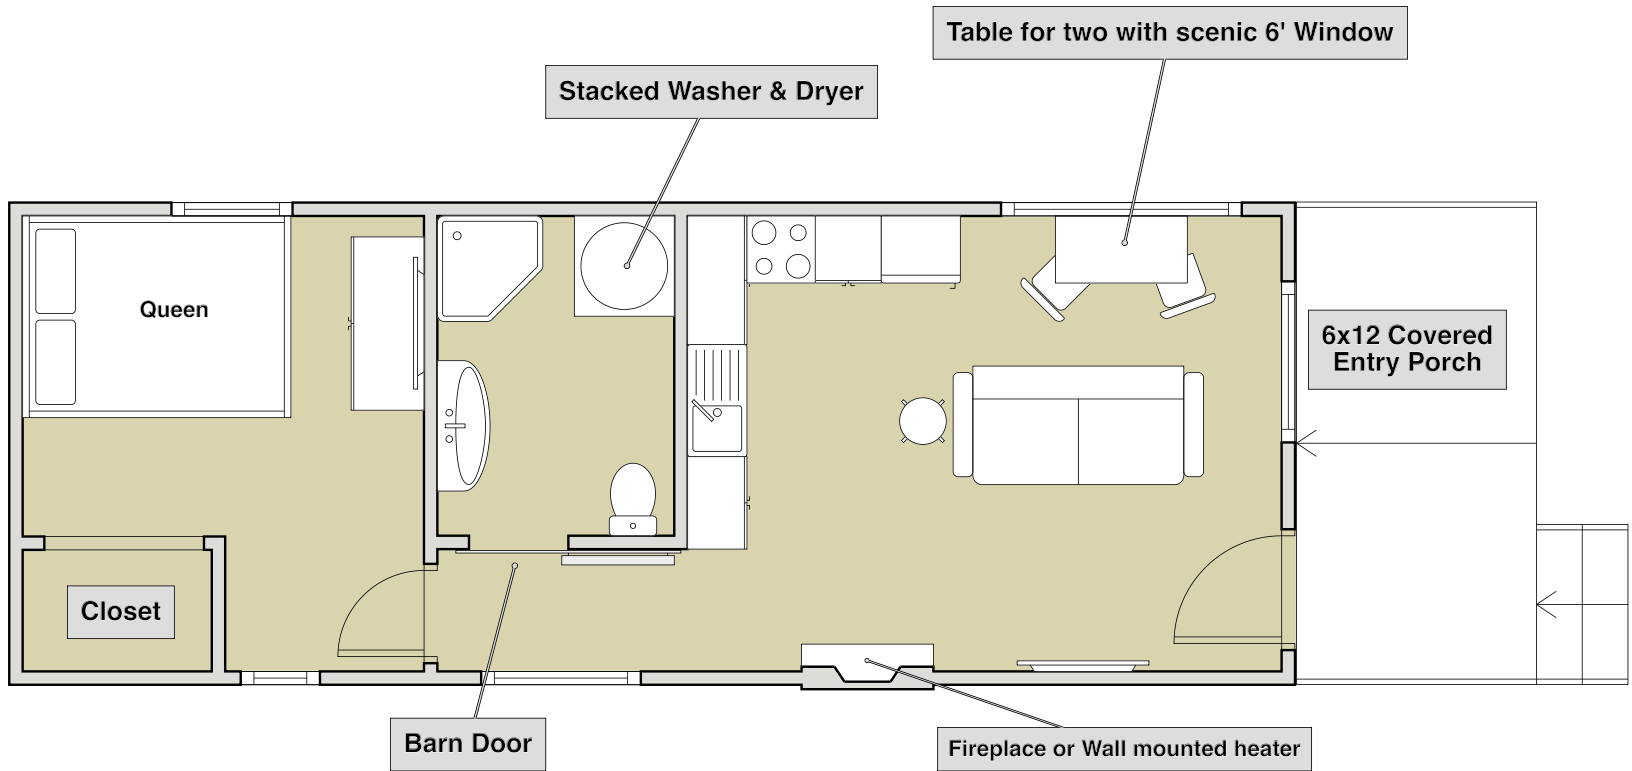 Table for two with scenic 6' Window
Stacked Washer & Dryer
Queen
6x12 Covered
Entry Porch
Closet
Barn Door
Fireplace or Wall mounted heater